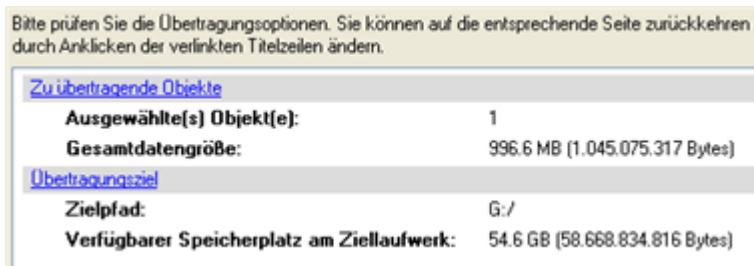 Bitte prüfen Sie die Übertragungsoptionen. Sie können auf die entsprechende Seite zurückkehren
durch Anklicken der verlinkten Titelzeilen ändern.
Zu übertragende Objekte
Ausgewählte(s) Objekt(e): 1
Gesamtdatengröße: 996.6 MB (1.045.075.317 Bytes)
Übertragungsziel
Zielpfad: G:/
Verfügbarer Speicherplatz am Ziellaufwerk: 54.6 GB (58.668.834.816 Bytes)